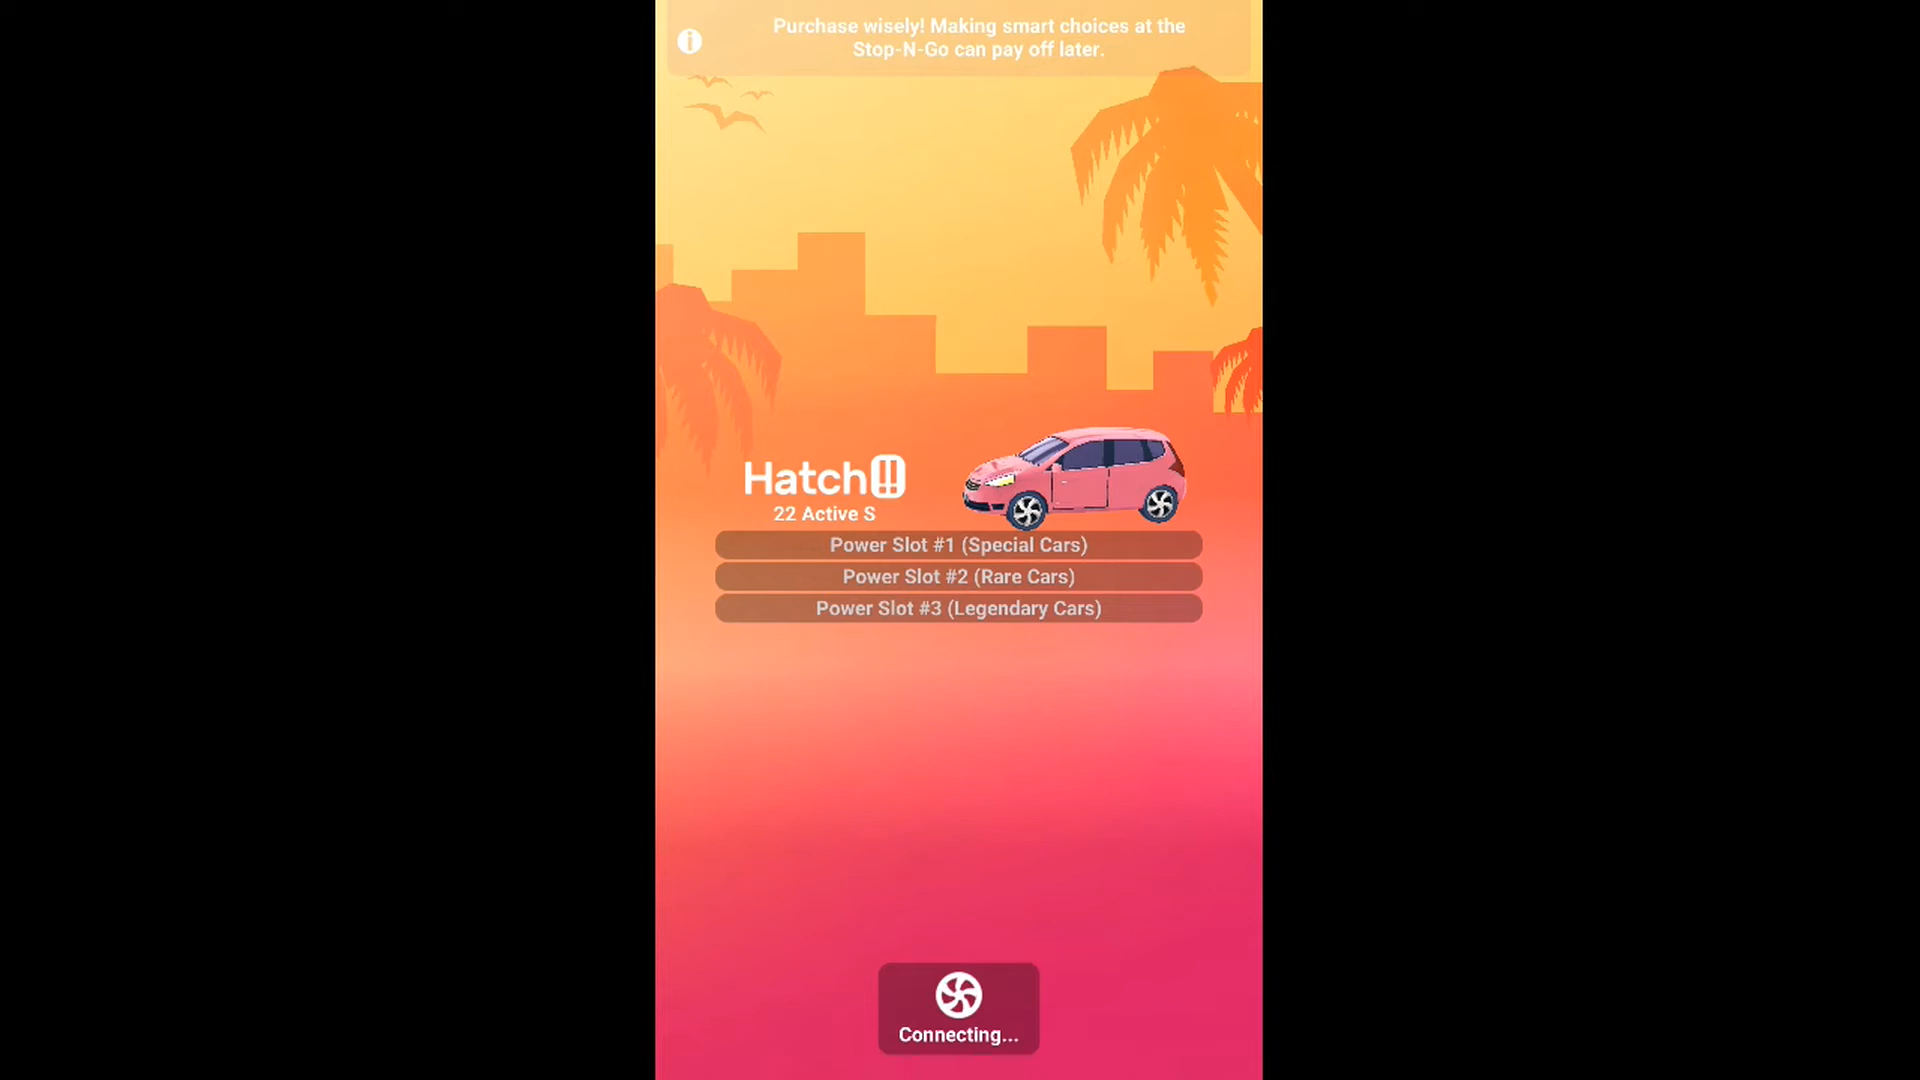 Purchase wisely! Making smart choices at the
Stop-N-Go can pay off later.
Hatch!!
22 Active S
Power Slot #1 (Special Cars)
Power Slot #2 (Rare Cars)
Power Slot #3 (Legendary Cars)
Connecting...